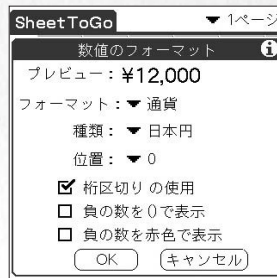 SheetToGo ▼ 1ページ
数値のフォーマット
プレビュー：¥12,000
フォーマット：▼ 通貨
種類：▼ 日本円
位置：▼ 0
桁区切り の使用
負の数を()で表示
負の数を赤色で表示
OK キャンセル